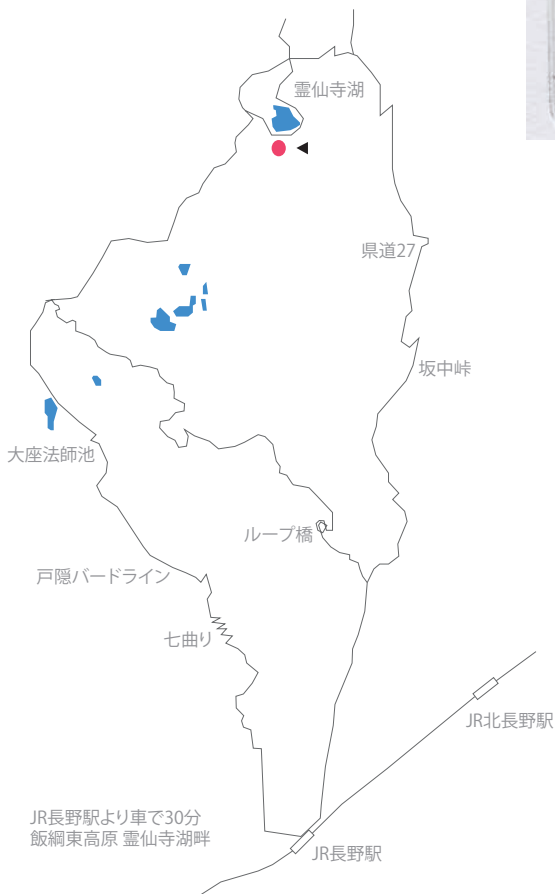 霊仙寺湖
県道27
坂中峠
大座法師池
ループ橋
戸隠バードライン
七曲り
JR北長野駅
JR長野駅より車で30分
飯綱東高原 霊仙寺湖畔
JR長野駅